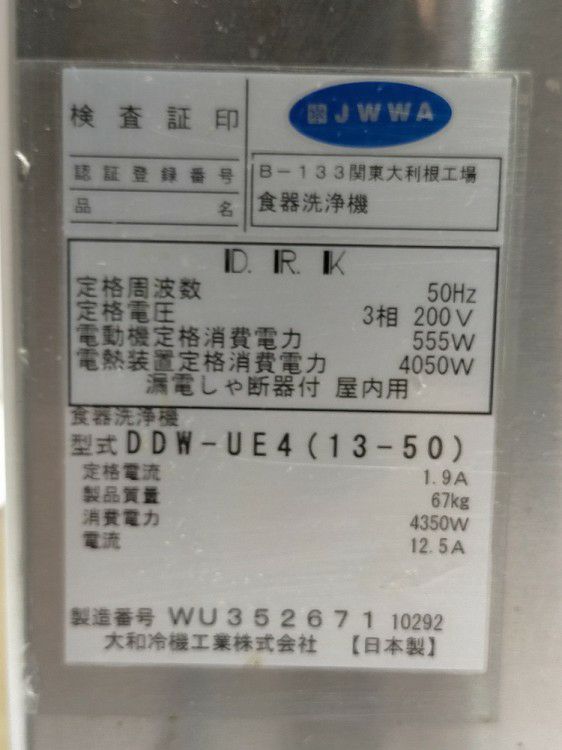 検査証印 JWWA
認証登録番号 B-133関東大利根工場
品名 食器洗浄機
D. R. K
定格周波数 50Hz
定格電圧 3相 200V
電動機定格消費電力 555W
電熱装置定格消費電力 4050W
漏電しゃ断器付 屋内用
食器洗浄機
型式 DDW-UE4(13-50)
定格電流 1.9A
製品質量 67kg
消費電力 4350W
電流 12.5A
製造番号 WU352671 10292
大和冷機工業株式会社 【日本製】